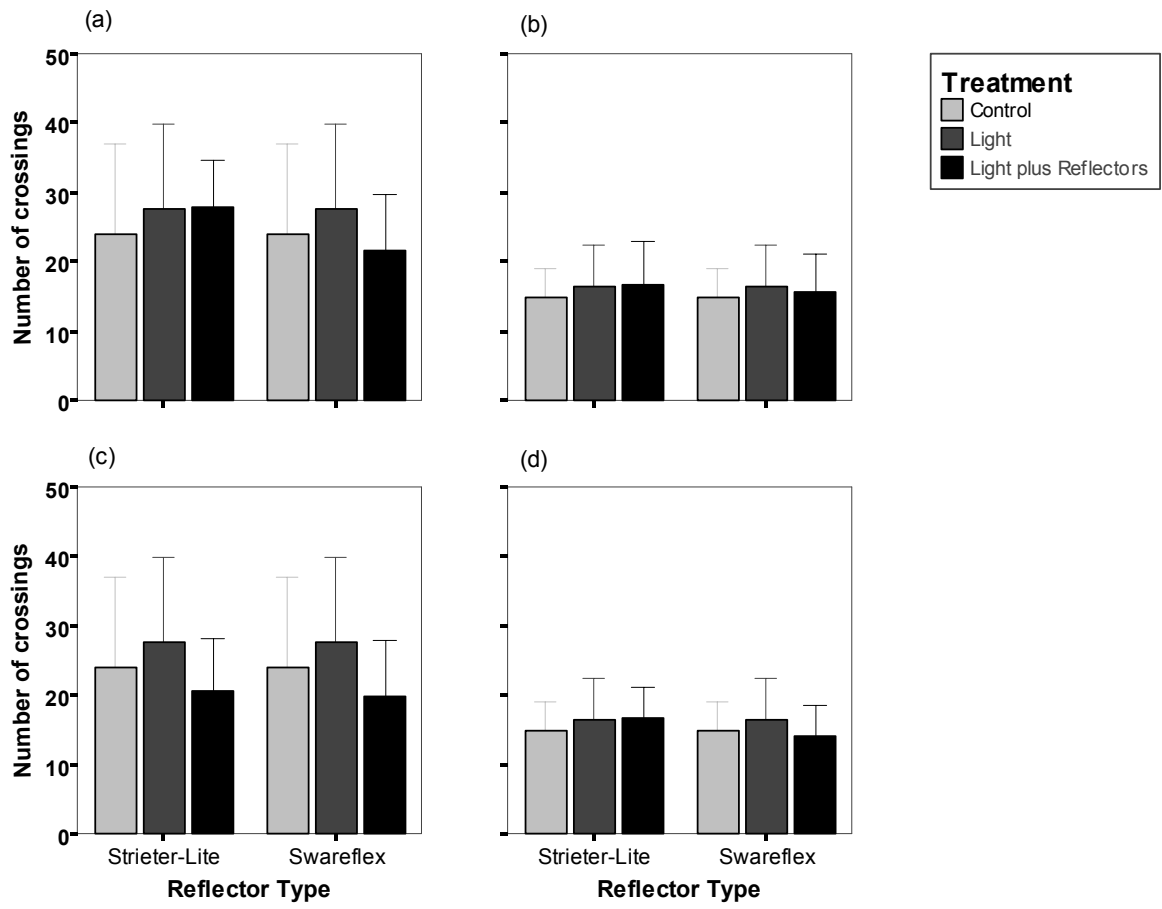 (a)
(b)
50
40
30
20
10
0
Number of crossings
Treatment
Control
Light
Light plus Reflectors
(c)
(d)
50
40
30
20
10
0
Number of crossings
Strieter-Lite Swareflex
Reflector Type
Strieter-Lite Swareflex
Reflector Type